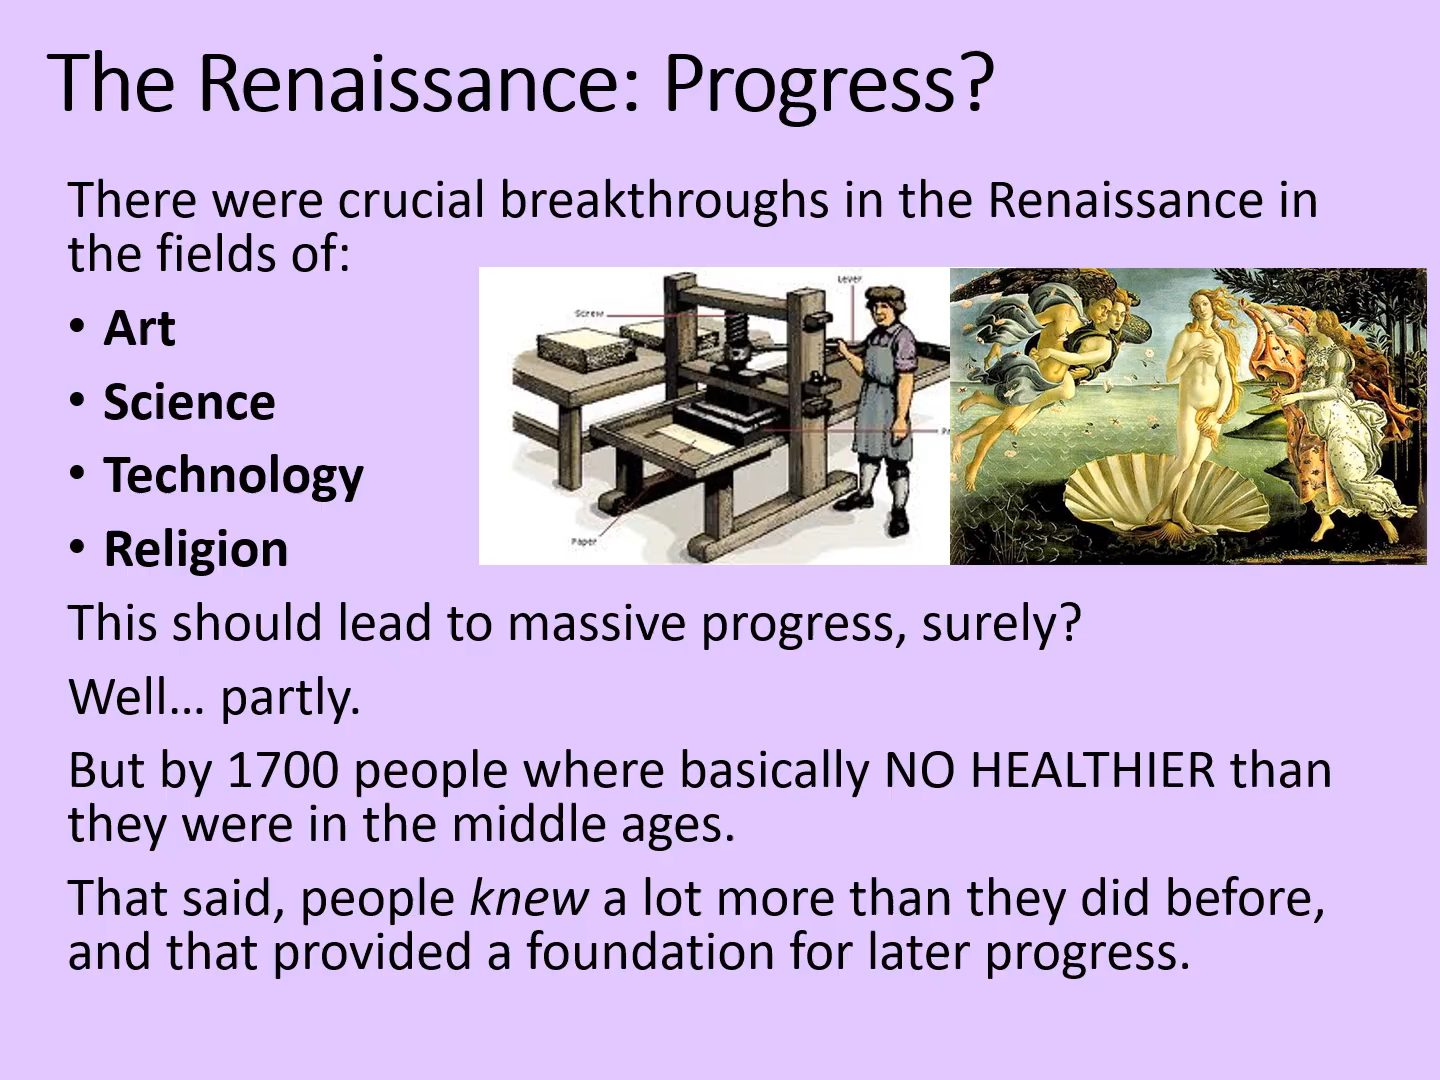 The Renaissance: Progress?
There were crucial breakthroughs in the Renaissance in
the fields of:
• Art
• Science
• Technology
• Religion
Screw
Lever
Paper
This should lead to massive progress, surely?
Well... partly.
But by 1700 people where basically NO HEALTHIER than
they were in the middle ages.
That said, people knew a lot more than they did before,
and that provided a foundation for later progress.